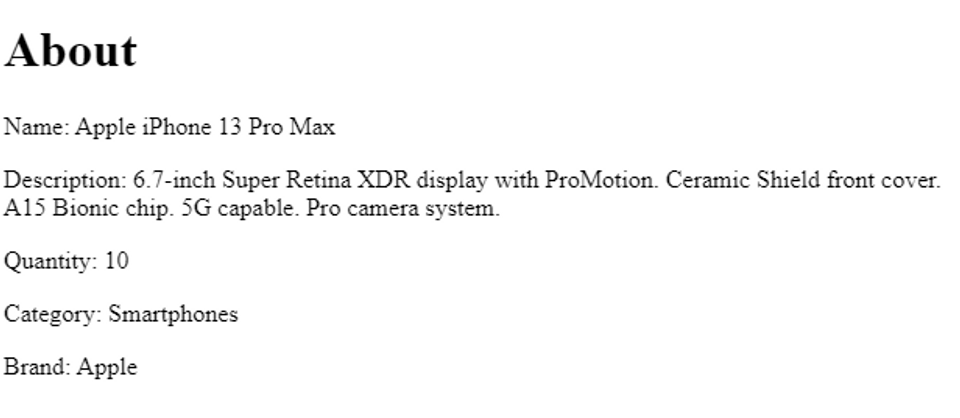 About
Name: Apple iPhone 13 Pro Max
Description: 6.7-inch Super Retina XDR display with ProMotion. Ceramic Shield front cover.
A15 Bionic chip. 5G capable. Pro camera system.
Quantity: 10
Category: Smartphones
Brand: Apple